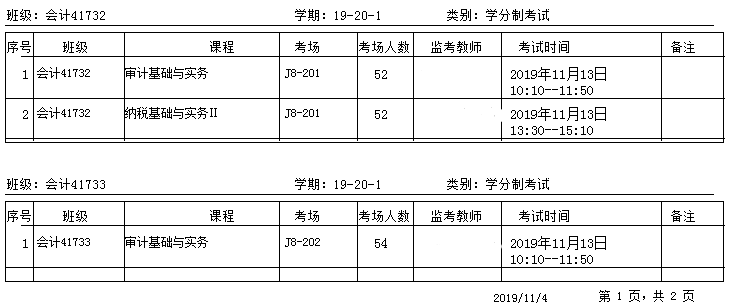 班级：会计41732 学期：19-20-1 类别：学分制考试
序号 班级 课程 考场 考场人数 监考教师 考试时间 备注
1 会计41732 审计基础与实务 J8-201 52 2019年11月13日
10:10--11:50
2 会计41732 纳税基础与实务Ⅱ J8-201 52 2019年11月13日
13:30--15:10
班级：会计41733 学期：19-20-1 类别：学分制考试
序号 班级 课程 考场 考场人数 监考教师 考试时间 备注
1 会计41733 审计基础与实务 J8-202 54 2019年11月13日
10:10--11:50
2019/11/4 第 1 页，共 2 页